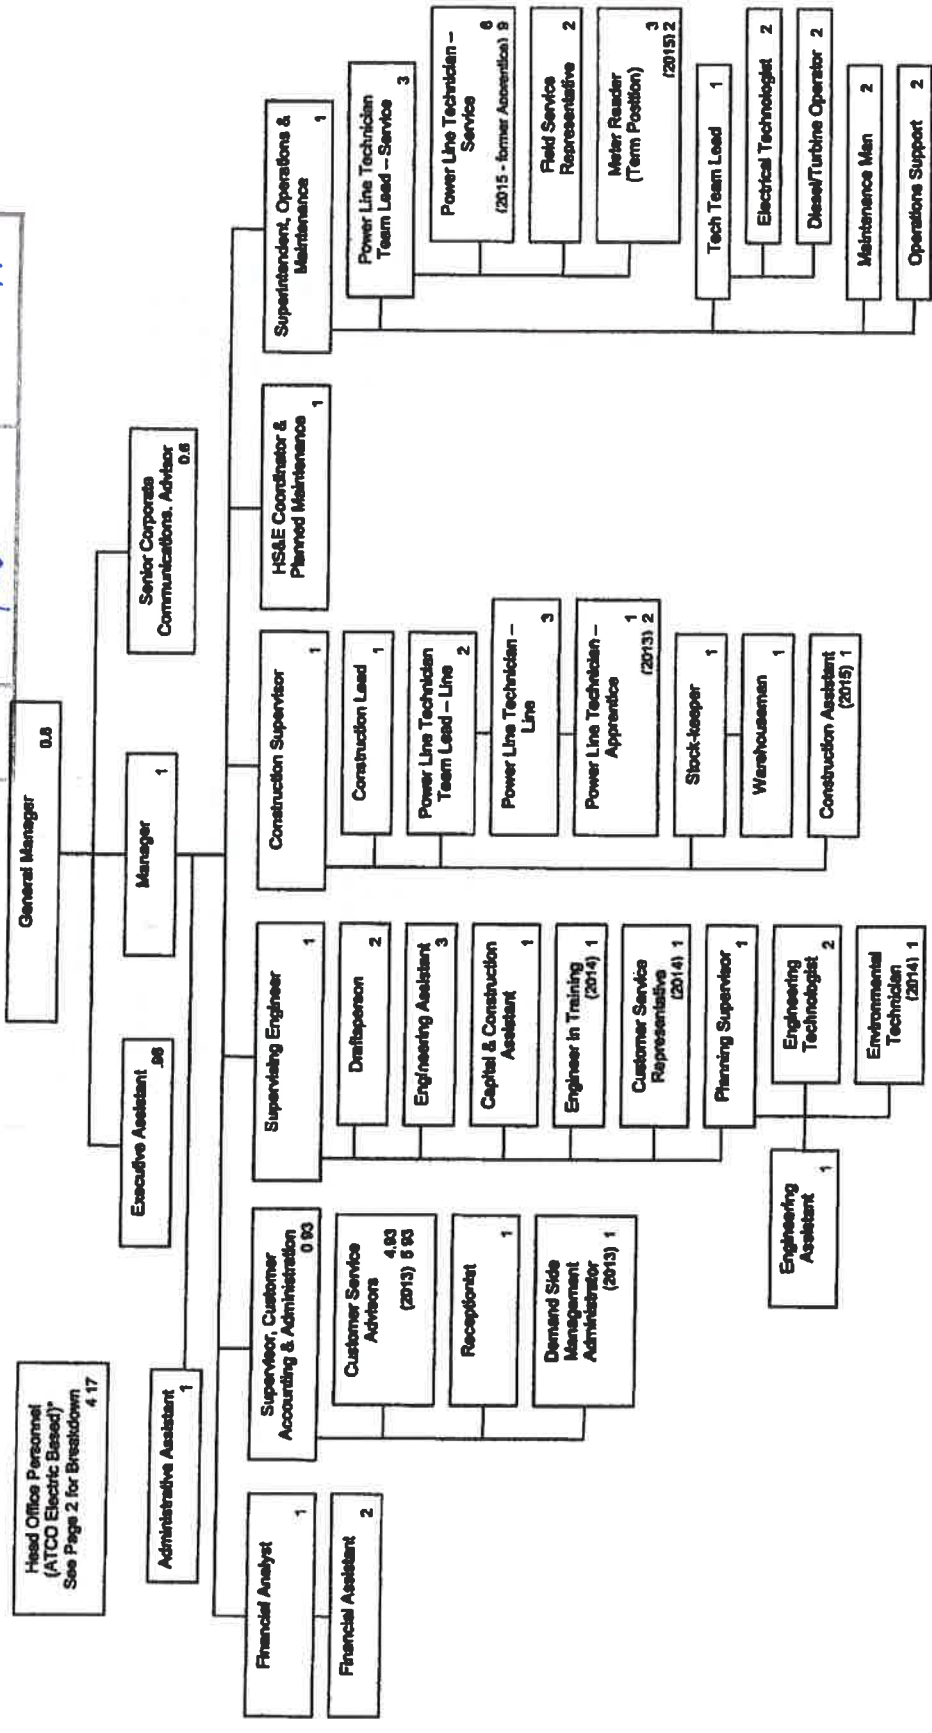 General Manager
0.8
Head Office Personnel
(ATCO Electric Based)*
See Page 2 for Breakdown
4 17
Executive Assistant
.96
Manager
1
Senior Corporate
Communications. Advisor
0.6
Administrative Assistant
1
Financial Analyst
1
Financial Assistant
2
Supervisor, Customer
Accounting & Administration
0 93
Customer Service
Advisors
4.93
(2013) 5 93
Receptionist
1
Demand Side
Management
Administrator
(2013) 1
Supervising Engineer
1
Draftsperson
2
Engineering Assistant
3
Capital & Construction
Assistant
1
Engineer in Training
(2014) 1
Customer Service
Representative
(2014) 1
Planning Supervisor
1
Engineering
Technologist
2
Environmental
Technician
(2014) 1
Engineering
Assistant
1
Construction Supervisor
1
Construction Lead
1
Power Line Technician
Team Lead – Line
2
Power Line Technician –
Line
3
Power Line Technician –
Apprentice
1
(2013) 2
Stock-keeper
1
Warehouseman
1
Construction Assistant
(2015) 1
HS&E Coordinator &
Planned Maintenance
1
Superintendent, Operations &
Maintenance
1
Power Line Technician
Team Lead – Service
3
Power Line Technician –
Service
6
(2015 - former Apprentice) 9
Field Service
Representative
2
Meter Reader
(Term Position)
3
(2015) 2
Tech Team Lead
1
Electrical Technologist
2
Diesel/Turbine Operator
2
Maintenance Man
2
Operations Support
2